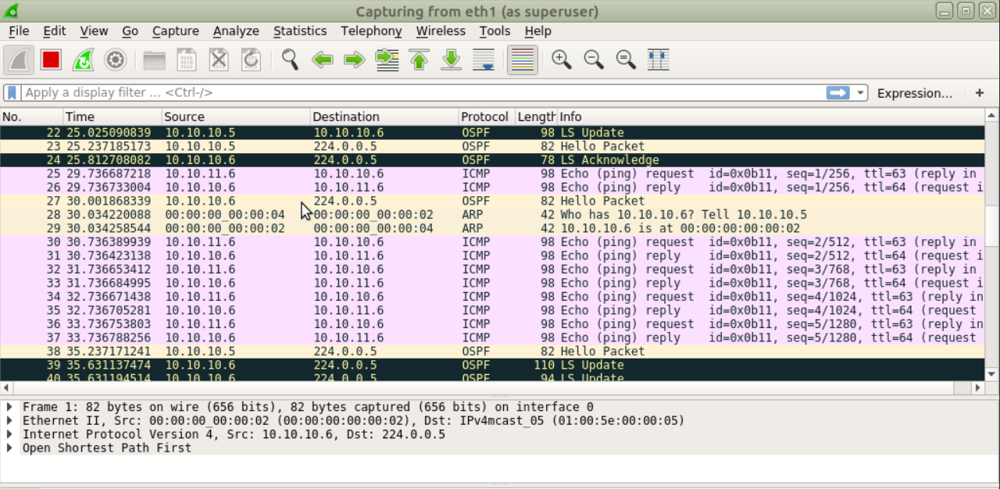 Capturing from eth1 (as superuser)
File Edit View Go Capture Analyze Statistics Telephony Wireless Tools Help
Apply a display filter ... <Ctrl-/> Expression... +
No. Time Source Destination Protocol Length Info
22 25.025090839 10.10.10.5 10.10.10.6 OSPF 98 LS Update
23 25.237185173 10.10.10.5 224.0.0.5 OSPF 82 Hello Packet
24 25.812708082 10.10.10.6 224.0.0.5 OSPF 78 LS Acknowledge
25 29.736687218 10.10.11.6 10.10.10.6 ICMP 98 Echo (ping) request id=0x0b11, seq=1/256, ttl=63 (reply in
26 29.736733004 10.10.10.6 10.10.11.6 ICMP 98 Echo (ping) reply id=0x0b11, seq=1/256, ttl=64 (request i
27 30.001868339 10.10.10.6 224.0.0.5 OSPF 82 Hello Packet
28 30.034220088 00:00:00_00:00:04 00:00:00_00:00:02 ARP 42 Who has 10.10.10.6? Tell 10.10.10.5
29 30.034258544 00:00:00_00:00:02 00:00:00_00:00:04 ARP 42 10.10.10.6 is at 00:00:00:00:00:02
30 30.736389939 10.10.11.6 10.10.10.6 ICMP 98 Echo (ping) request id=0x0b11, seq=2/512, ttl=63 (reply in
31 30.736423138 10.10.10.6 10.10.11.6 ICMP 98 Echo (ping) reply id=0x0b11, seq=2/512, ttl=64 (request i
32 31.736653412 10.10.11.6 10.10.10.6 ICMP 98 Echo (ping) request id=0x0b11, seq=3/768, ttl=63 (reply in
33 31.736684995 10.10.10.6 10.10.11.6 ICMP 98 Echo (ping) reply id=0x0b11, seq=3/768, ttl=64 (request i
34 32.736671438 10.10.11.6 10.10.10.6 ICMP 98 Echo (ping) request id=0x0b11, seq=4/1024, ttl=63 (reply in
35 32.736705281 10.10.10.6 10.10.11.6 ICMP 98 Echo (ping) reply id=0x0b11, seq=4/1024, ttl=64 (request
36 33.736753803 10.10.11.6 10.10.10.6 ICMP 98 Echo (ping) request id=0x0b11, seq=5/1280, ttl=63 (reply in
37 33.736788256 10.10.10.6 10.10.11.6 ICMP 98 Echo (ping) reply id=0x0b11, seq=5/1280, ttl=64 (request
38 35.237171241 10.10.10.5 224.0.0.5 OSPF 82 Hello Packet
39 35.631137474 10.10.10.6 224.0.0.5 OSPF 110 LS Update
40 35.631194514 10.10.10.6 224.0.0.5 OSPF 94 LS Update
Frame 1: 82 bytes on wire (656 bits), 82 bytes captured (656 bits) on interface 0
Ethernet II, Src: 00:00:00_00:00:02 (00:00:00:00:00:02), Dst: IPv4mcast_05 (01:00:5e:00:00:05)
Internet Protocol Version 4, Src: 10.10.10.6, Dst: 224.0.0.5
Open Shortest Path First